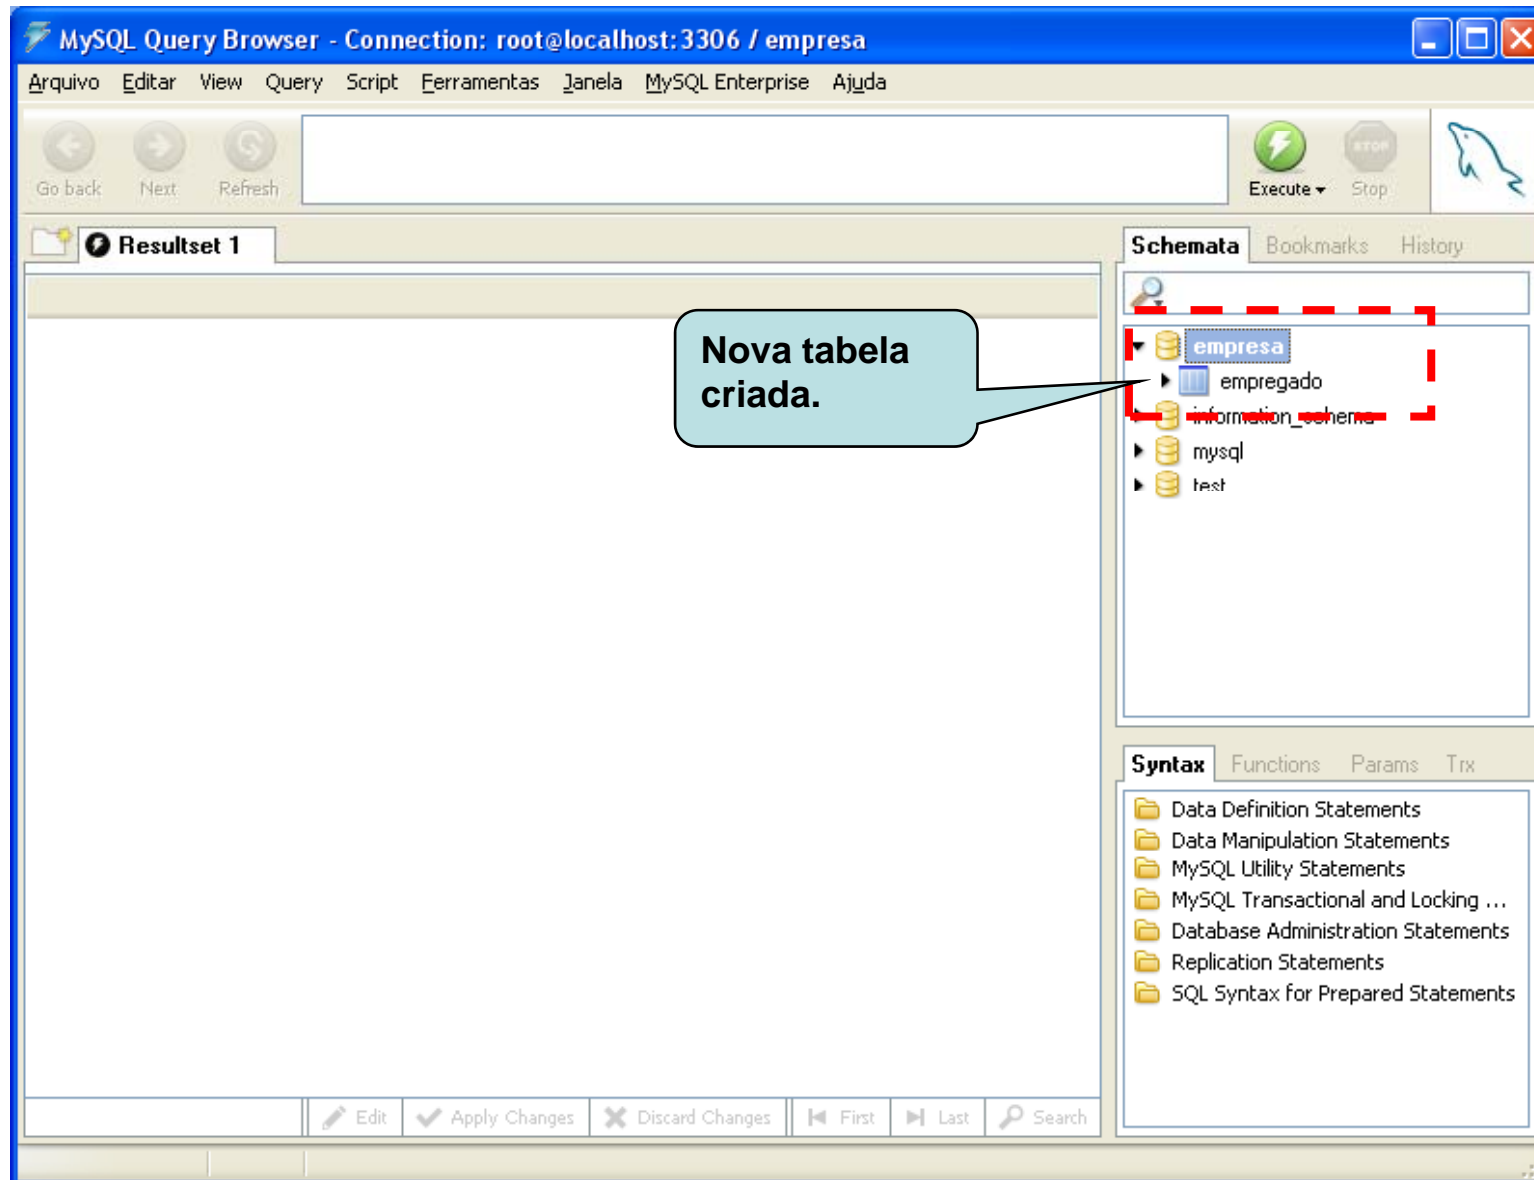 MySQL Query Browser - Connection: root@localhost:3306 / empresa
Arquivo Editar View Query Script Ferramentas Janela MySQL Enterprise Ajuda
Go back Next Refresh Execute STOP Stop
Resultset 1
Schemata Bookmarks History
Nova tabela
criada.
empresa
empregado
information_schema
mysql
test
Syntax Functions Params Trx
Data Definition Statements
Data Manipulation Statements
MySQL Utility Statements
MySQL Transactional and Locking ...
Database Administration Statements
Replication Statements
SQL Syntax for Prepared Statements
Edit Apply Changes Discard Changes First Last Search